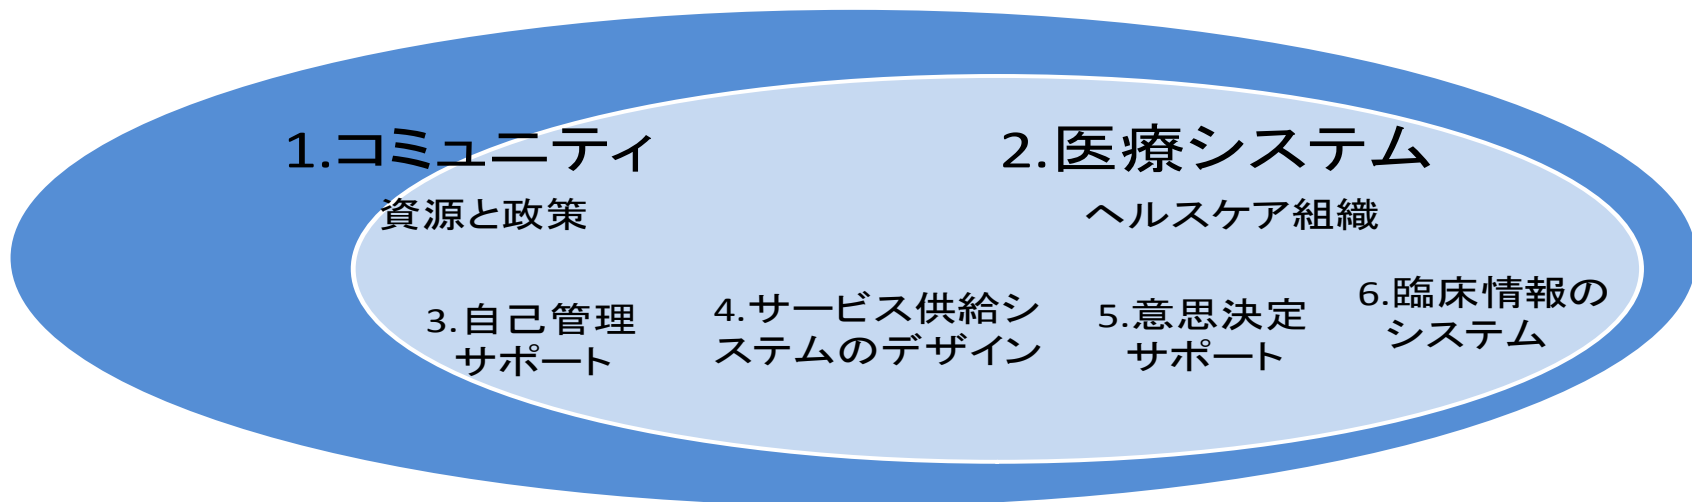 1.コミュニティ
資源と政策
2.医療システム
ヘルスケア組織
3.自己管理
サポート
4.サービス供給シ
ステムのデザイン
5.意思決定
サポート
6.臨床情報の
システム